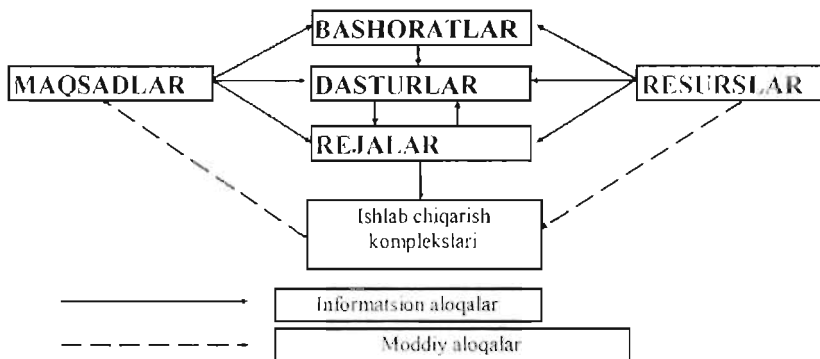 BASHORATLAR
MAQSADLAR
DASTURLAR
RESURSLAR
REJALAR
Ishlab chiqarish
komplekslari
Informatsion aloqalar
Moddiy aloqalar